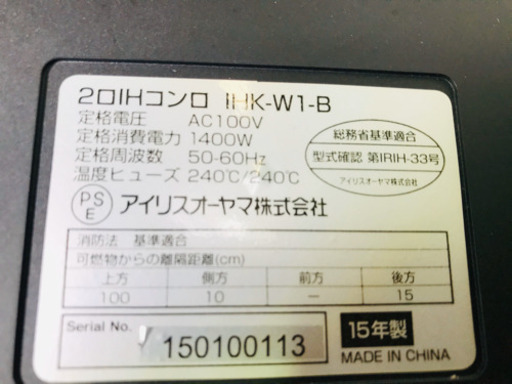 2口IHコンロ IHK-W1-B
定格電圧 AC100V
定格消費電力 1400W
定格周波数 50-60Hz
温度ヒューズ 240℃/240℃
総務省基準適合
型式確認 第IRIH-33号
アイリスオーヤマ株式会社
PSE アイリスオーヤマ株式会社
消防法 基準適合
可燃物からの離隔距離(cm)
上方 側方 前方 後方
100 10 — 15
Serial No. 150100113
15年製
MADE IN CHINA